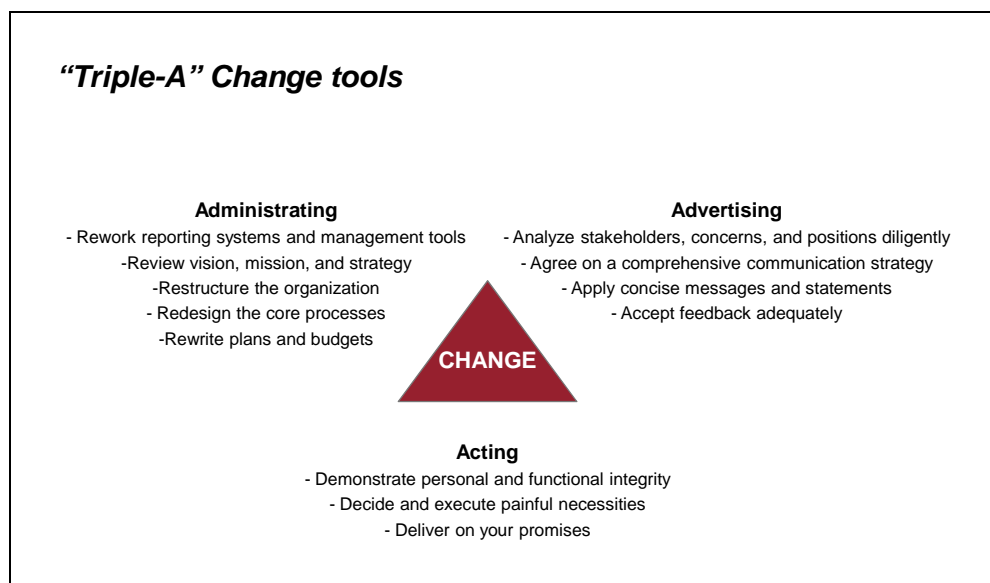 “Triple-A” Change tools
Administrating
- Rework reporting systems and management tools
-Review vision, mission, and strategy
-Restructure the organization
- Redesign the core processes
-Rewrite plans and budgets
Advertising
- Analyze stakeholders, concerns, and positions diligently
- Agree on a comprehensive communication strategy
- Apply concise messages and statements
- Accept feedback adequately
CHANGE
Acting
- Demonstrate personal and functional integrity
- Decide and execute painful necessities
- Deliver on your promises